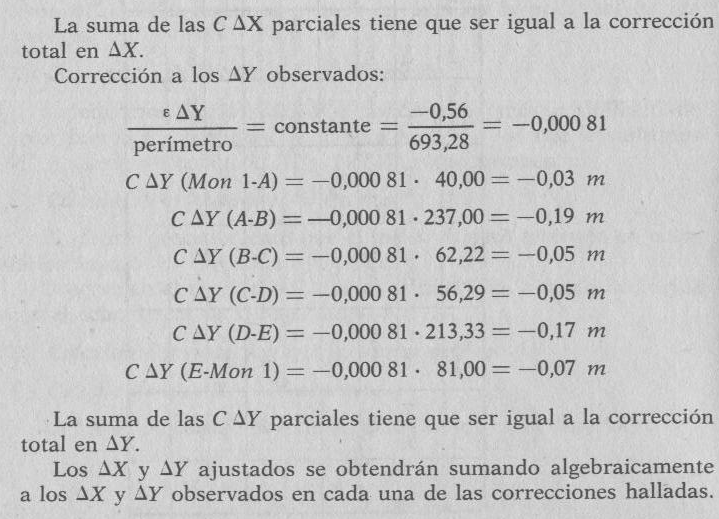 La suma de las C ΔX parciales tiene que ser igual a la corrección
total en ΔX.
Corrección a los ΔY observados:
ε ΔY / perímetro = constante = −0,56 / 693,28 = −0,000 81
C ΔY (Mon 1-A) = −0,000 81 · 40,00 = −0,03 m
C ΔY (A-B) = —0,000 81 · 237,00 = −0,19 m
C ΔY (B-C) = −0,000 81 · 62,22 = −0,05 m
C ΔY (C-D) = −0,000 81 · 56,29 = −0,05 m
C ΔY (D-E) = −0,000 81 · 213,33 = −0,17 m
C ΔY (E-Mon 1) = −0,000 81 · 81,00 = −0,07 m
La suma de las C ΔY parciales tiene que ser igual a la corrección
total en ΔY.
Los ΔX y ΔY ajustados se obtendrán sumando algebraicamente
a los ΔX y ΔY observados en cada una de las correcciones halladas.